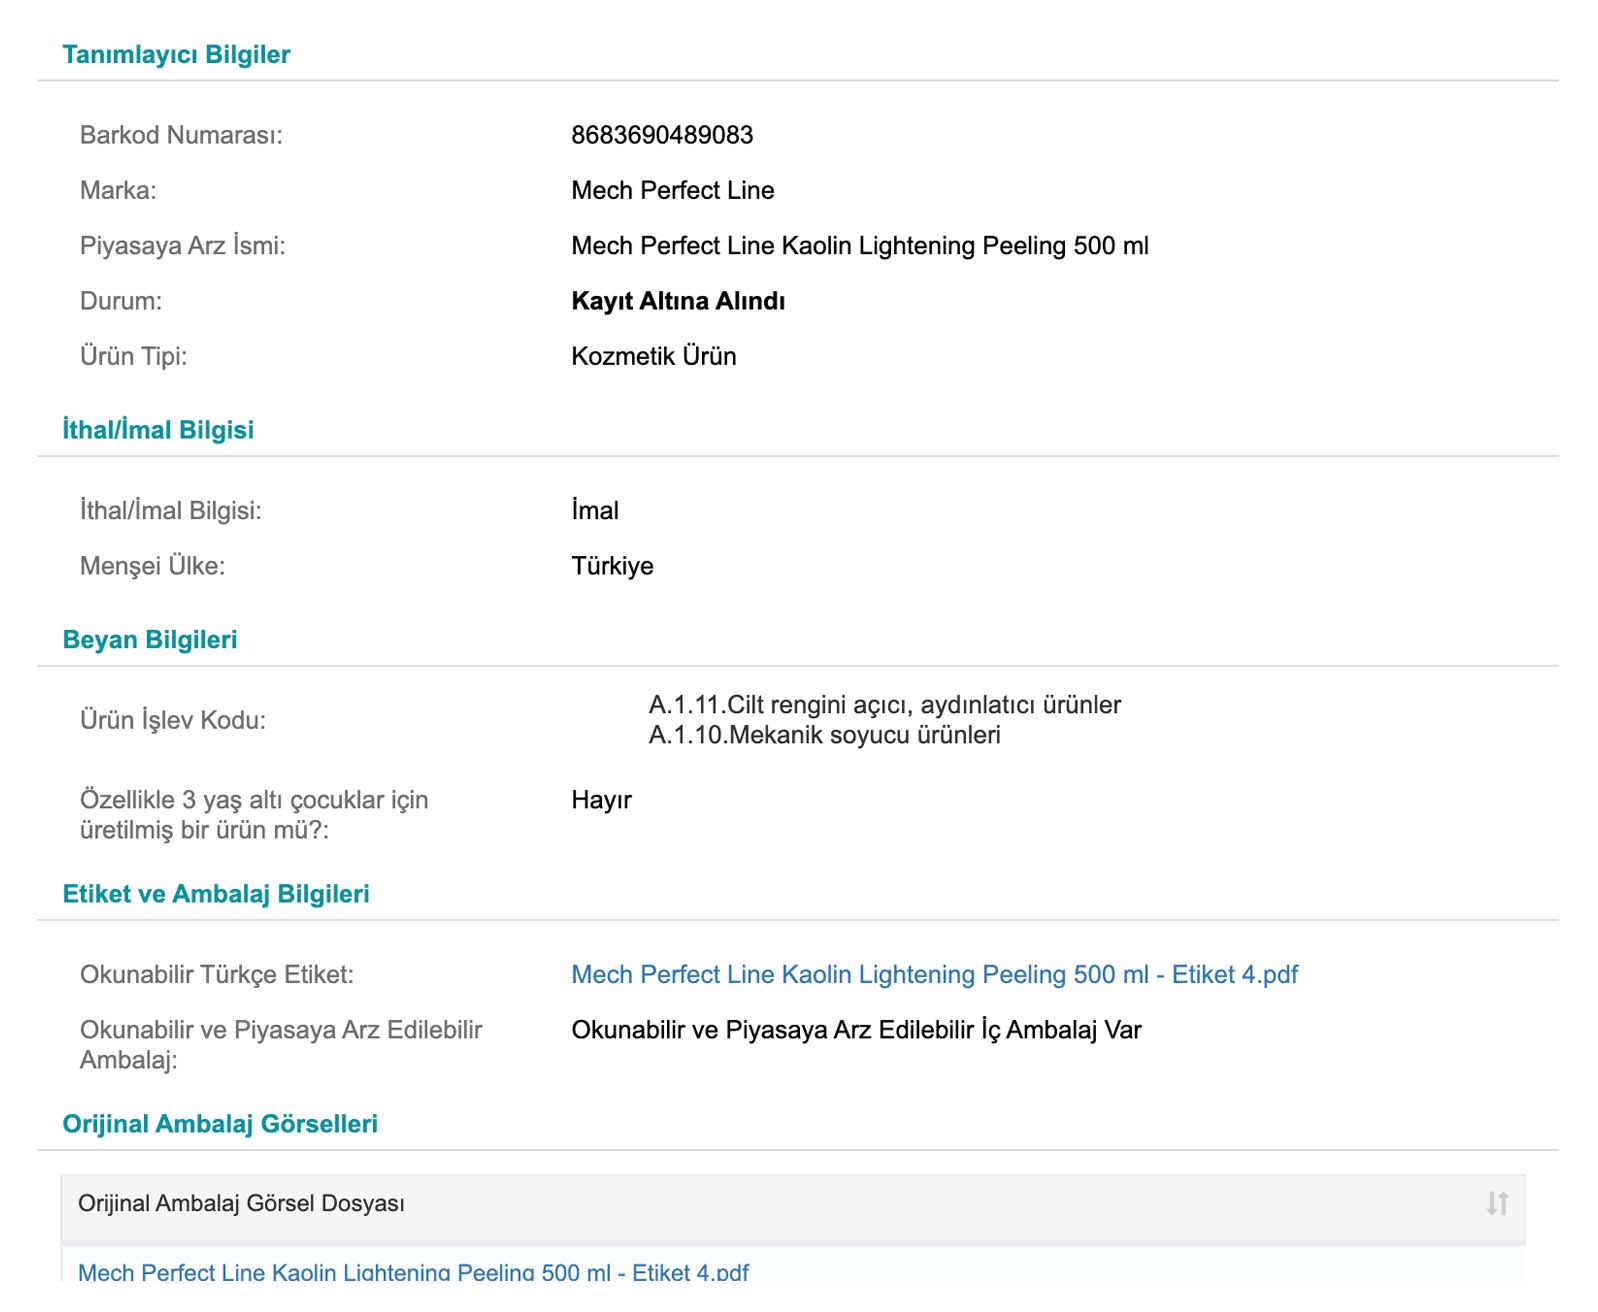 Tanımlayıcı Bilgiler
Barkod Numarası: 8683690489083
Marka: Mech Perfect Line
Piyasaya Arz İsmi: Mech Perfect Line Kaolin Lightening Peeling 500 ml
Durum: Kayıt Altına Alındı
Ürün Tipi: Kozmetik Ürün
İthal/İmal Bilgisi
İthal/İmal Bilgisi: İmal
Menşei Ülke: Türkiye
Beyan Bilgileri
Ürün İşlev Kodu:
A.1.11.Cilt rengini açıcı, aydınlatıcı ürünler
A.1.10.Mekanik soyucu ürünleri
Özellikle 3 yaş altı çocuklar için Hayır
üretilmiş bir ürün mü?:
Etiket ve Ambalaj Bilgileri
Okunabilir Türkçe Etiket: Mech Perfect Line Kaolin Lightening Peeling 500 ml - Etiket 4.pdf
Okunabilir ve Piyasaya Arz Edilebilir Okunabilir ve Piyasaya Arz Edilebilir İç Ambalaj Var
Ambalaj:
Orijinal Ambalaj Görselleri
Orijinal Ambalaj Görsel Dosyası
Mech Perfect Line Kaolin Lightening Peeling 500 ml - Etiket 4.pdf